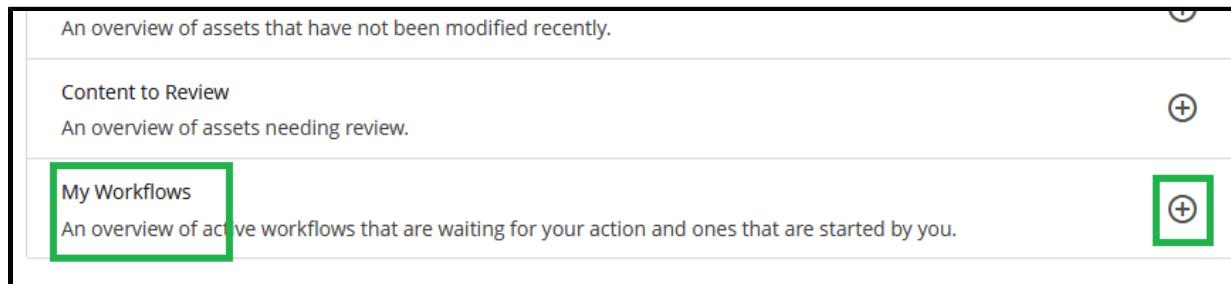 An overview of assets that have not been modified recently.
Content to Review
An overview of assets needing review.
My Workflows
An overview of active workflows that are waiting for your action and ones that are started by you.